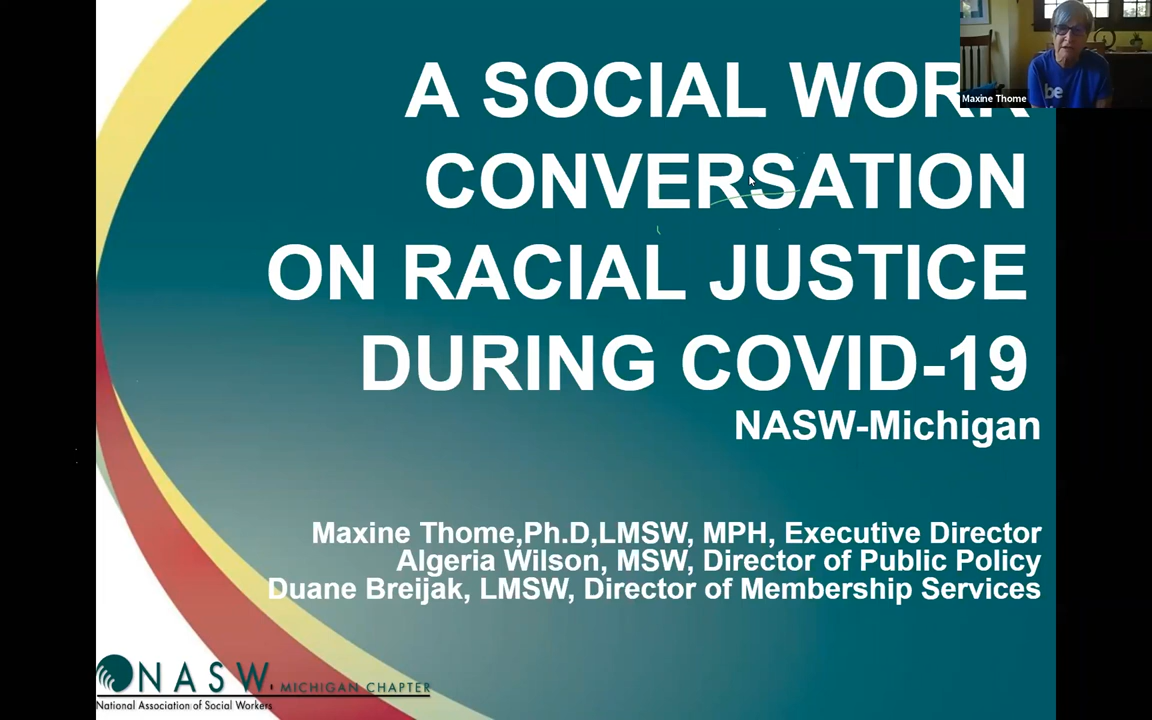 A SOCIAL WORK
CONVERSATION
ON RACIAL JUSTICE
DURING COVID-19
NASW-Michigan
Maxine Thome,Ph.D,LMSW, MPH, Executive Director
Algeria Wilson, MSW, Director of Public Policy
Duane Breijak, LMSW, Director of Membership Services
NASW MICHIGAN CHAPTER
National Association of Social Workers
Maxine Thome
be